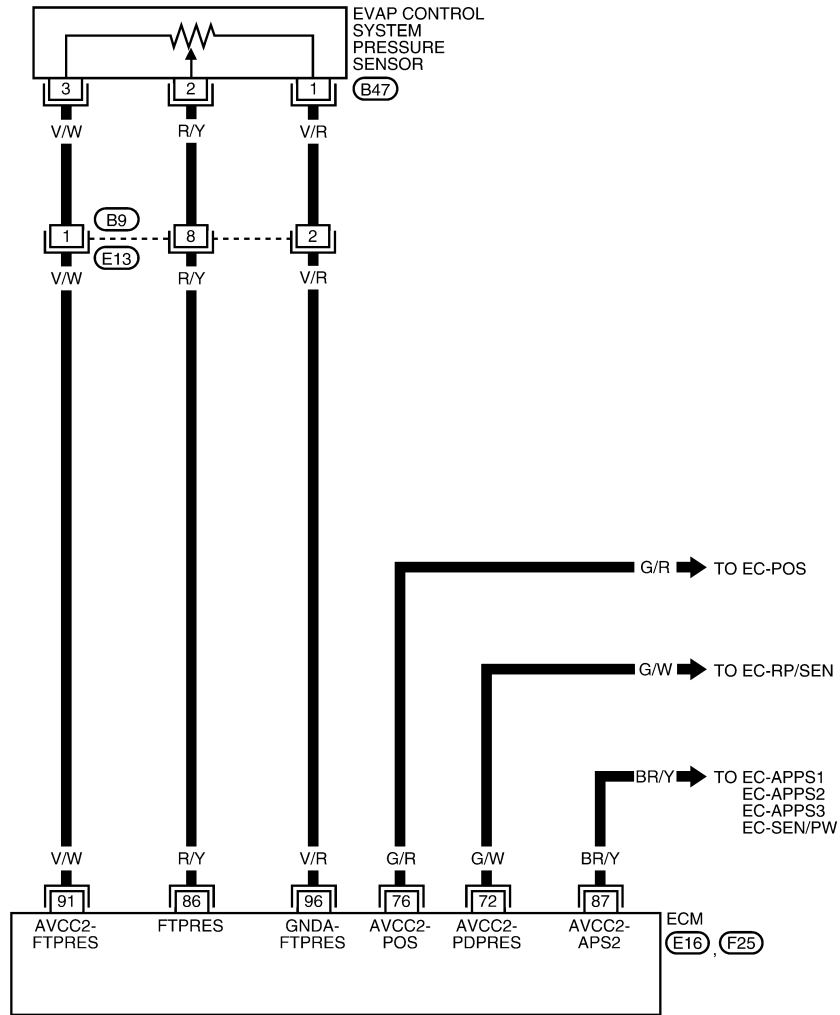 EVAP CONTROL
SYSTEM
PRESSURE
SENSOR
3 2 1 B47
V/W R/Y V/R
B9
1 8 2
E13
V/W R/Y V/R
G/R TO EC-POS
G/W TO EC-RP/SEN
BR/Y TO EC-APPS1
EC-APPS2
EC-APPS3
EC-SEN/PW
V/W R/Y V/R G/R G/W BR/Y
91 86 96 76 72 87
ECM
AVCC2-FTPRES FTPRES GNDA-FTPRES AVCC2-POS AVCC2-PDPRES AVCC2-APS2
E16 , F25